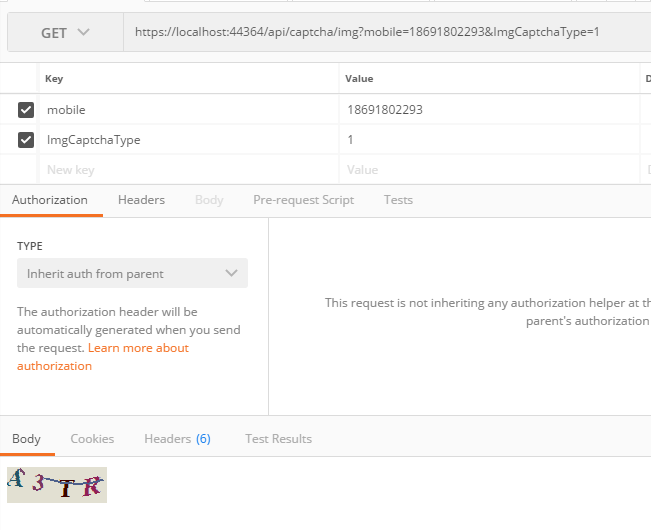 GET https://localhost:44364/api/captcha/img?mobile=18691802293&ImgCaptchaType=1
Key Value D
mobile 18691802293
ImgCaptchaType 1
New key Value D
Authorization Headers Body Pre-request Script Tests
TYPE
Inherit auth from parent
The authorization header will be
automatically generated when you send
the request. Learn more about
authorization
This request is not inheriting any authorization helper at th
parent's authorization
Body Cookies Headers (6) Test Results
A3TR